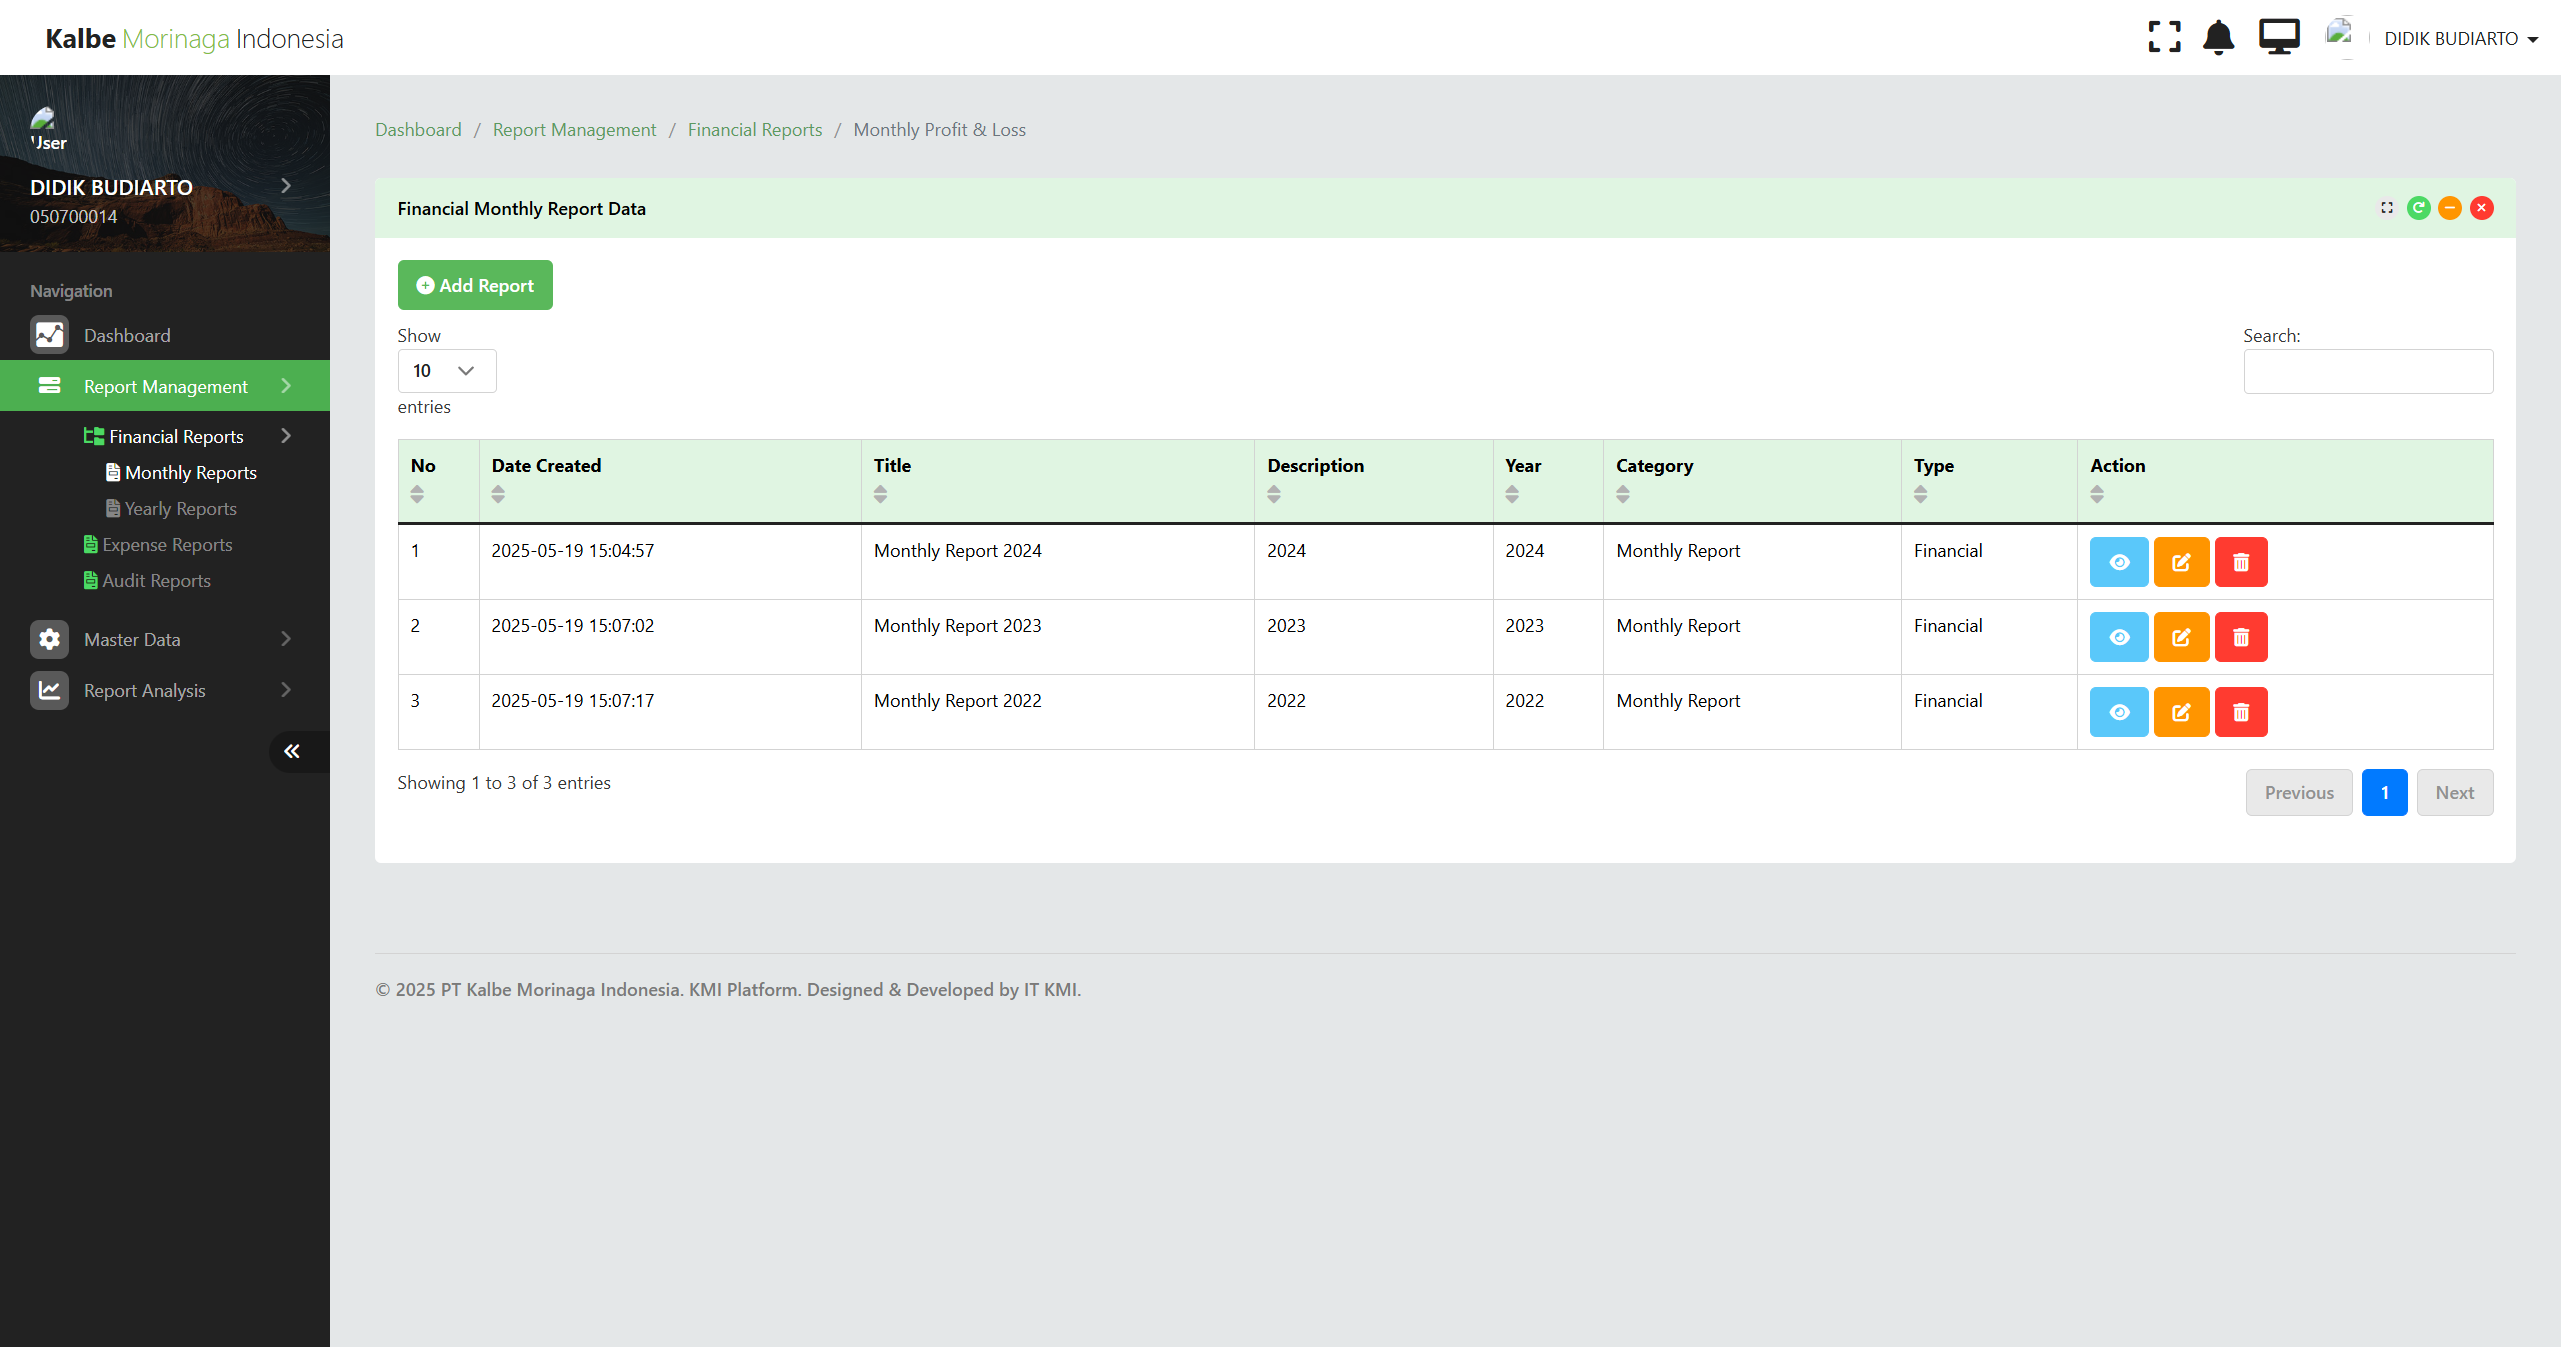 Kalbe Morinaga Indonesia
DIDIK BUDIARTO
User
DIDIK BUDIARTO
050700014
Navigation
Dashboard
Report Management
Financial Reports
Monthly Reports
Yearly Reports
Expense Reports
Audit Reports
Master Data
Report Analysis
Dashboard / Report Management / Financial Reports / Monthly Profit & Loss
Financial Monthly Report Data
Add Report
Show
10
entries
Search:
No Date Created Title Description Year Category Type Action
1 2025-05-19 15:04:57 Monthly Report 2024 2024 2024 Monthly Report Financial
2 2025-05-19 15:07:02 Monthly Report 2023 2023 2023 Monthly Report Financial
3 2025-05-19 15:07:17 Monthly Report 2022 2022 2022 Monthly Report Financial
Showing 1 to 3 of 3 entries
Previous 1 Next
© 2025 PT Kalbe Morinaga Indonesia. KMI Platform. Designed & Developed by IT KMI.